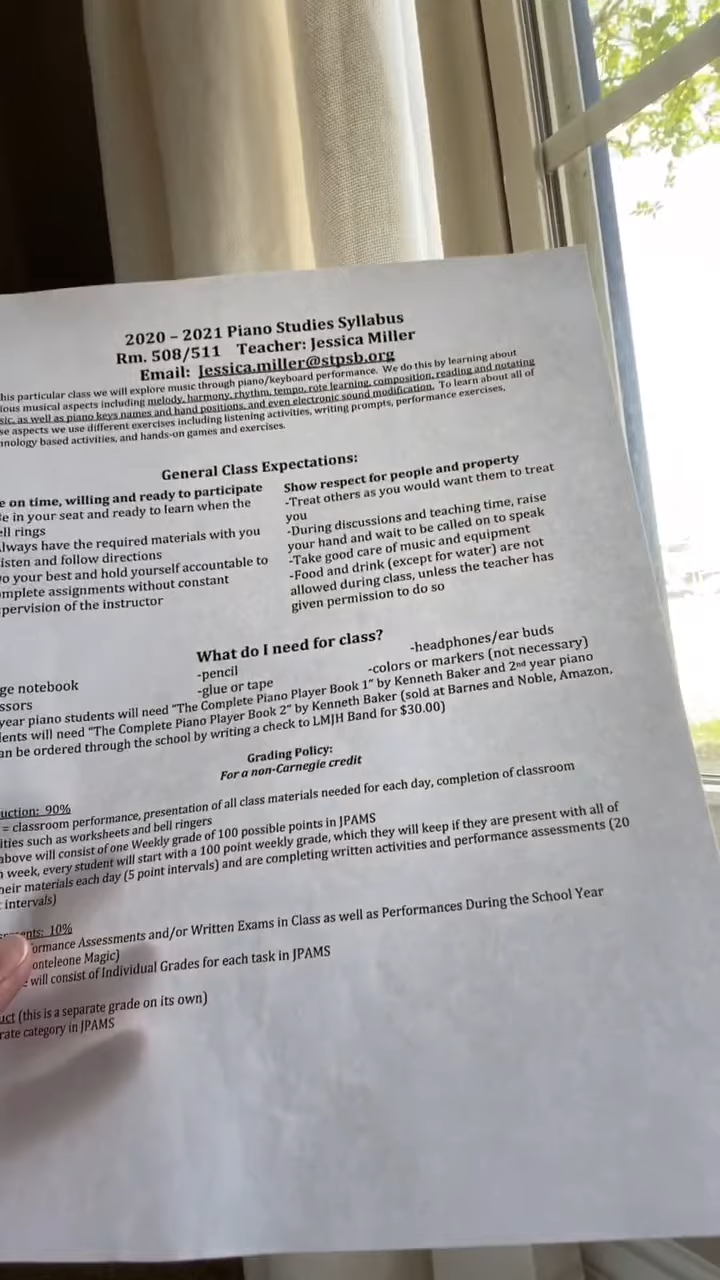 2020 – 2021 Piano Studies Syllabus
Rm. 508/511 Teacher: Jessica Miller
Email: Jessica.miller@stpsb.org
his particular class we will explore music through piano/keyboard performance. We do this by learning about
ious musical aspects including melody, harmony, rhythm, tempo, rote learning, composition, reading and notating
sic, as well as piano keys names and hand positions, and even electronic sound modification. To learn about all of
se aspects we use different exercises including listening activities, writing prompts, performance exercises,
hnology based activities, and hands-on games and exercises.
General Class Expectations:
e on time, willing and ready to participate
e in your seat and ready to learn when the
ell rings
lways have the required materials with you
isten and follow directions
o your best and hold yourself accountable to
mplete assignments without constant
pervision of the instructor
Show respect for people and property
-Treat others as you would want them to treat
you
-During discussions and teaching time, raise
your hand and wait to be called on to speak
-Take good care of music and equipment
-Food and drink (except for water) are not
allowed during class, unless the teacher has
given permission to do so
What do I need for class?
ge notebook -pencil -headphones/ear buds
ssors -glue or tape -colors or markers (not necessary)
year piano students will need “The Complete Piano Player Book 1” by Kenneth Baker and 2nd year piano
ents will need “The Complete Piano Player Book 2” by Kenneth Baker (sold at Barnes and Noble, Amazon,
an be ordered through the school by writing a check to LMJH Band for $30.00)
Grading Policy:
For a non-Carnegie credit
uction: 90%
= classroom performance, presentation of all class materials needed for each day, completion of classroom
ities such as worksheets and bell ringers
above will consist of one Weekly grade of 100 possible points in JPAMS
h week, every student will start with a 100 point weekly grade, which they will keep if they are present with all of
heir materials each day (5 point intervals) and are completing written activities and performance assessments (20
intervals)
ents: 10%
ormance Assessments and/or Written Exams in Class as well as Performances During the School Year
onteleone Magic)
will consist of Individual Grades for each task in JPAMS
uct (this is a separate grade on its own)
rate category in JPAMS